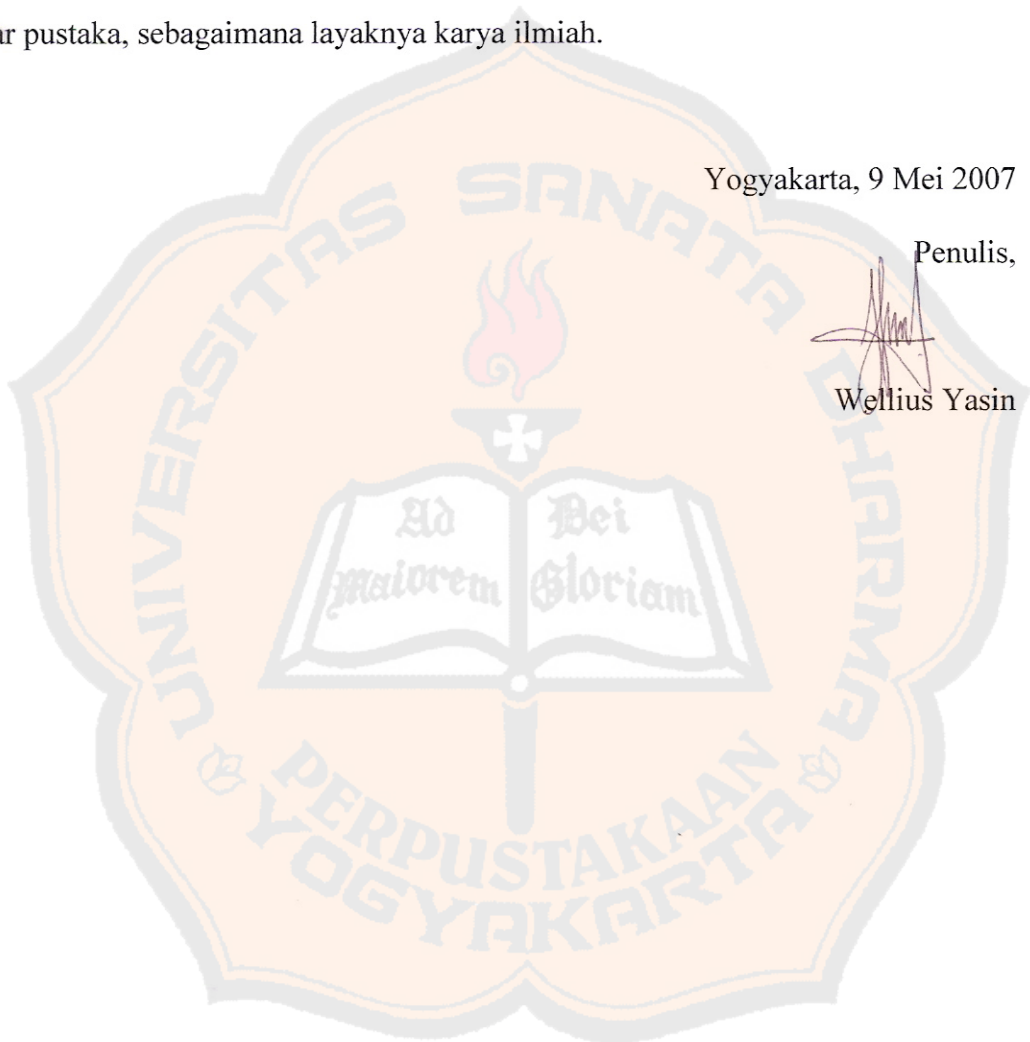 ar pustaka, sebagaimana layaknya karya ilmiah.
Yogyakarta, 9 Mei 2007
Penulis,
Wellius Yasin
UNIVERSITAS SANATA DHARMA
Ad Dei
Maiorem Gloriam
PERPUSTAKAAN
YOGYAKARTA